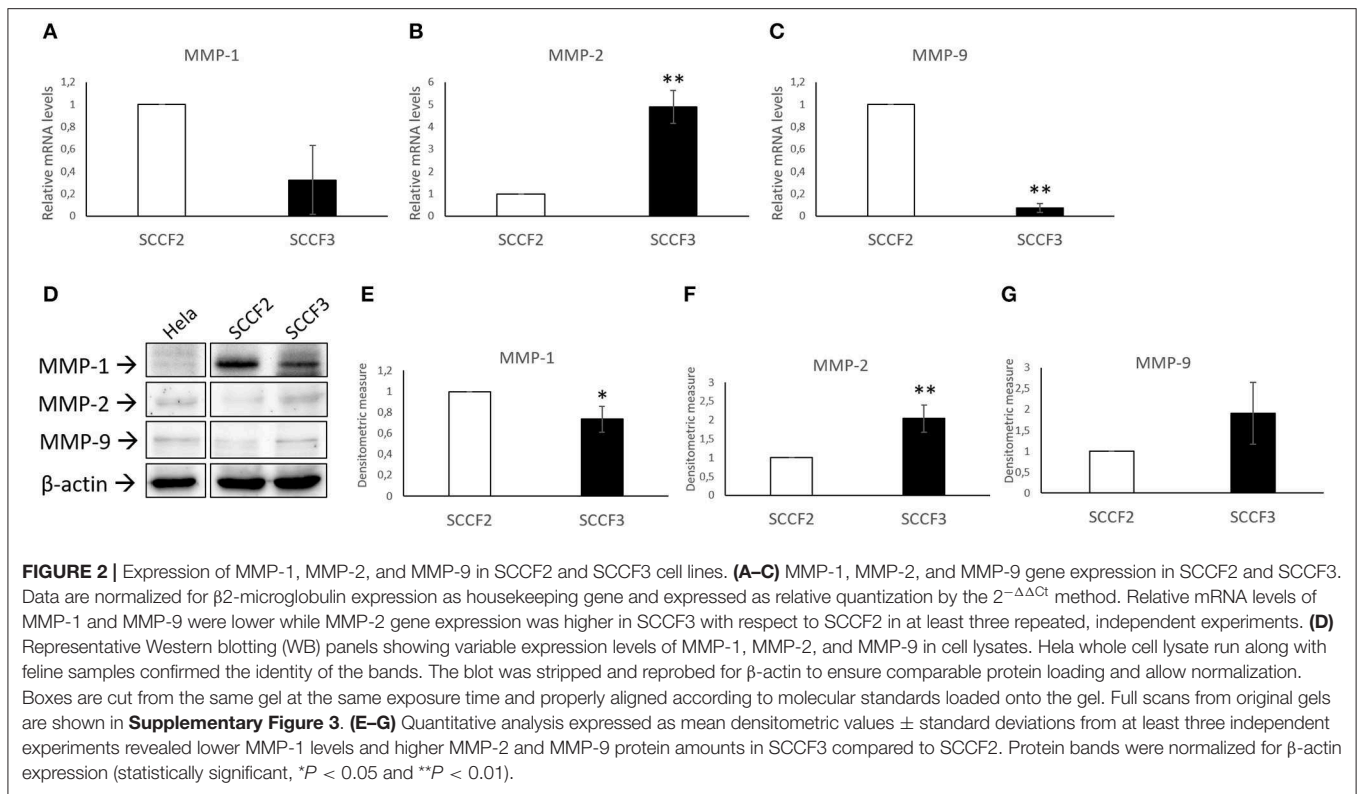 A
B
C
MMP-1
MMP-2
MMP-9
Relative mRNA levels
1,2
1
0,8
0,6
0,4
0,2
0
SCCF2
SCCF3
Relative mRNA levels
6
5
4
3
2
1
0
**
SCCF2
SCCF3
Relative mRNA levels
1,2
1
0,8
0,6
0,4
0,2
0
**
SCCF2
SCCF3
D
Hela
SCCF2
SCCF3
MMP-1 →
MMP-2 →
MMP-9 →
β-actin →
E
MMP-1
Densitometric measure
1,2
1
0,8
0,6
0,4
0,2
0
*
SCCF2
SCCF3
F
MMP-2
Densitometric measure
3
2,5
2
1,5
1
0,5
0
**
SCCF2
SCCF3
G
MMP-9
Densitometric measure
3
2,5
2
1,5
1
0,5
0
SCCF2
SCCF3
FIGURE 2 | Expression of MMP-1, MMP-2, and MMP-9 in SCCF2 and SCCF3 cell lines. (A–C) MMP-1, MMP-2, and MMP-9 gene expression in SCCF2 and SCCF3.
Data are normalized for β2-microglobulin expression as housekeeping gene and expressed as relative quantization by the 2−ΔΔCt method. Relative mRNA levels of
MMP-1 and MMP-9 were lower while MMP-2 gene expression was higher in SCCF3 with respect to SCCF2 in at least three repeated, independent experiments. (D)
Representative Western blotting (WB) panels showing variable expression levels of MMP-1, MMP-2, and MMP-9 in cell lysates. Hela whole cell lysate run along with
feline samples confirmed the identity of the bands. The blot was stripped and reprobed for β-actin to ensure comparable protein loading and allow normalization.
Boxes are cut from the same gel at the same exposure time and properly aligned according to molecular standards loaded onto the gel. Full scans from original gels
are shown in Supplementary Figure 3. (E–G) Quantitative analysis expressed as mean densitometric values ± standard deviations from at least three independent
experiments revealed lower MMP-1 levels and higher MMP-2 and MMP-9 protein amounts in SCCF3 compared to SCCF2. Protein bands were normalized for β-actin
expression (statistically significant, *P < 0.05 and **P < 0.01).